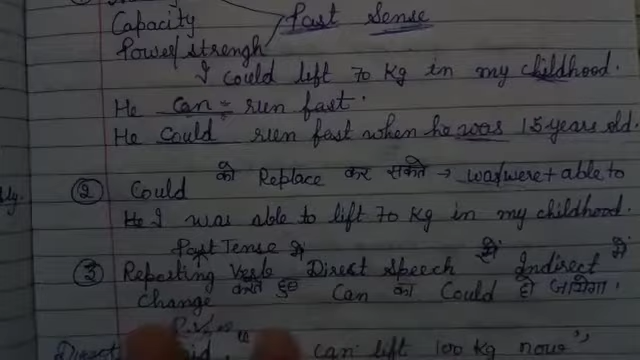 Capacity
Past Sense
Power/strengh
I Could left 70 Kg in my childhood.
He can = run fast.
He Could run fast when he was 15 years old.
② Could को Replace कर सकते → was/were + able to
He I was able to lift 70 Kg in my childhood.
Past Tense में
③ Reporting Verb Direct Speech से Indirect में
Change करते हुए Can का Could हो जायेगा.
Direct can lift 100 Kg now",